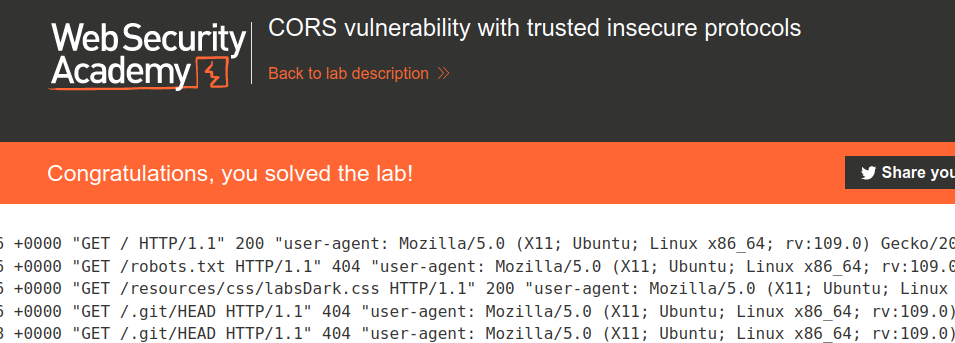 Web Security
Academy
CORS vulnerability with trusted insecure protocols
Back to lab description
Congratulations, you solved the lab!
Share you
6 +0000 "GET / HTTP/1.1" 200 "user-agent: Mozilla/5.0 (X11; Ubuntu; Linux x86_64; rv:109.0) Gecko/20
6 +0000 "GET /robots.txt HTTP/1.1" 404 "user-agent: Mozilla/5.0 (X11; Ubuntu; Linux x86_64; rv:109.0
6 +0000 "GET /resources/css/labsDark.css HTTP/1.1" 200 "user-agent: Mozilla/5.0 (X11; Ubuntu; Linux
6 +0000 "GET /.git/HEAD HTTP/1.1" 404 "user-agent: Mozilla/5.0 (X11; Ubuntu; Linux x86_64; rv:109.0)
+0000 "GET /.git/HEAD HTTP/1.1" 404 "user-agent: Mozilla/5.0 (X11; Ubuntu; Linux x86_64; rv:109.0)